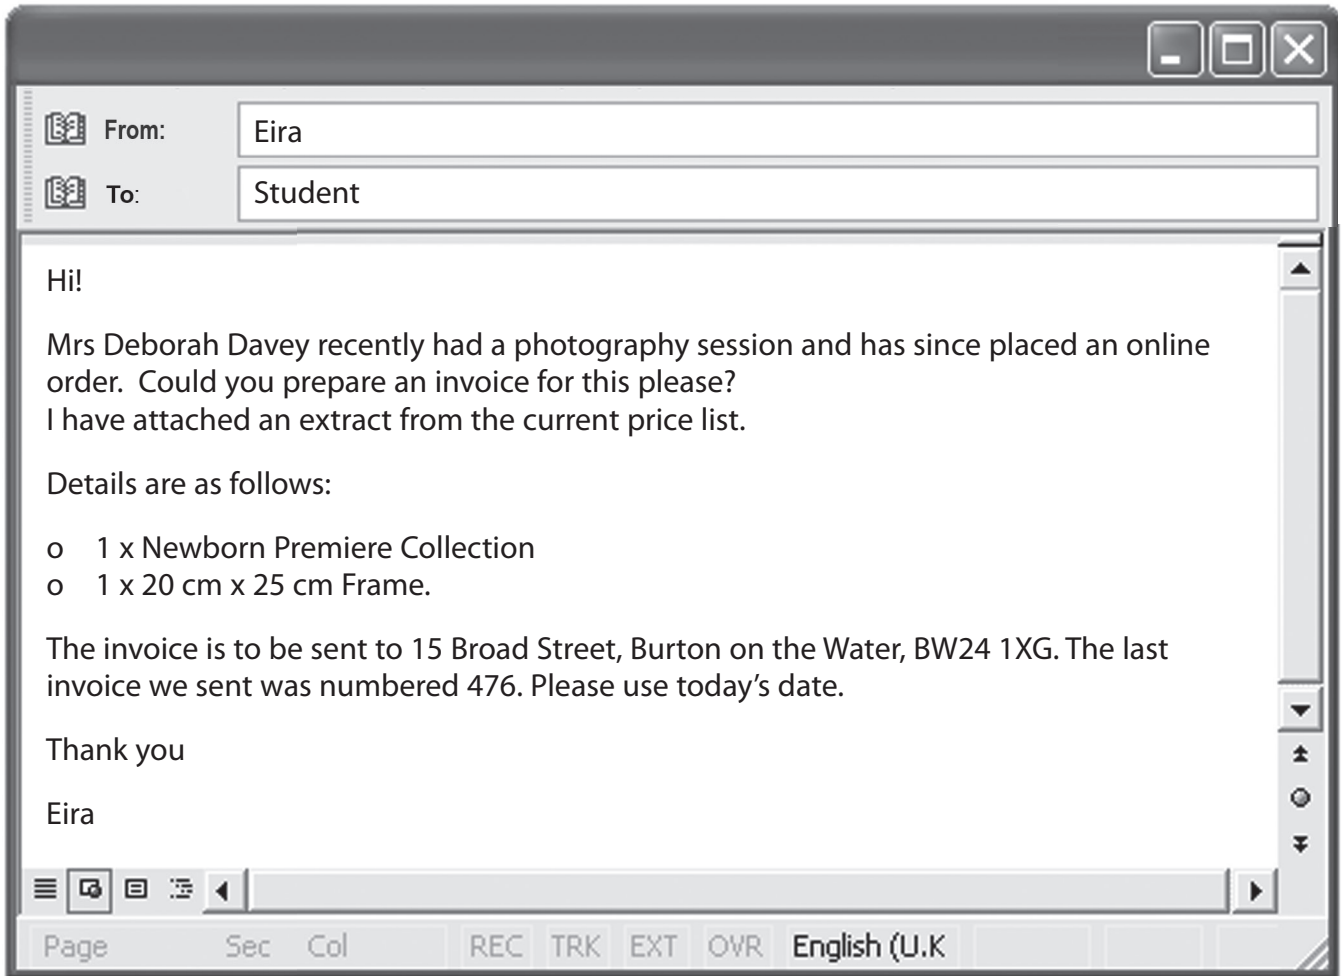 From: Eira
To: Student
Hi!
Mrs Deborah Davey recently had a photography session and has since placed an online
order.  Could you prepare an invoice for this please?
I have attached an extract from the current price list.
Details are as follows:
o 1 x Newborn Premiere Collection
o 1 x 20 cm x 25 cm Frame.
The invoice is to be sent to 15 Broad Street, Burton on the Water, BW24 1XG. The last
invoice we sent was numbered 476. Please use today’s date.
Thank you
Eira
Page Sec Col REC TRK EXT OVR English (U.K